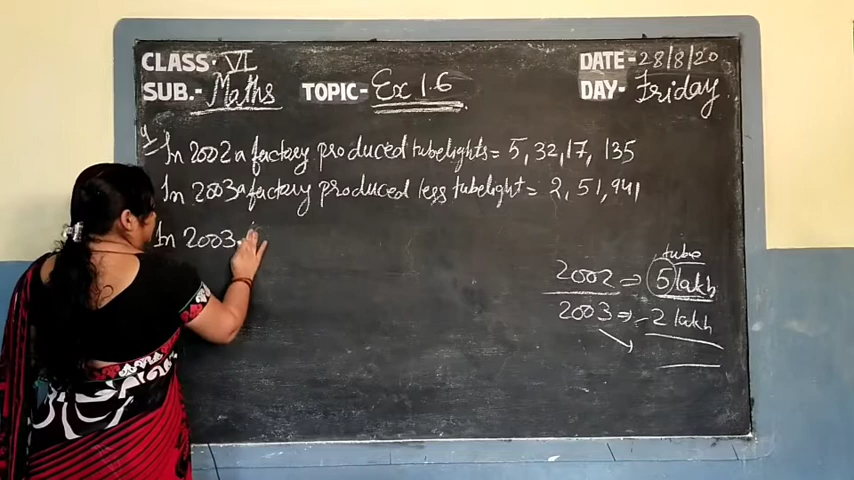 CLASS- VI
SUB.- Maths
TOPIC- Ex 1.6
DATE- 28/8/20
DAY- Friday
In 2002 a factory produced tubelights = 5,32,17,135
In 2003 a factory produced less tubelight = 2,51,941
In 2003
tube
2002 ⇒ 5 lakh
2003 ⇒ -2 lakh